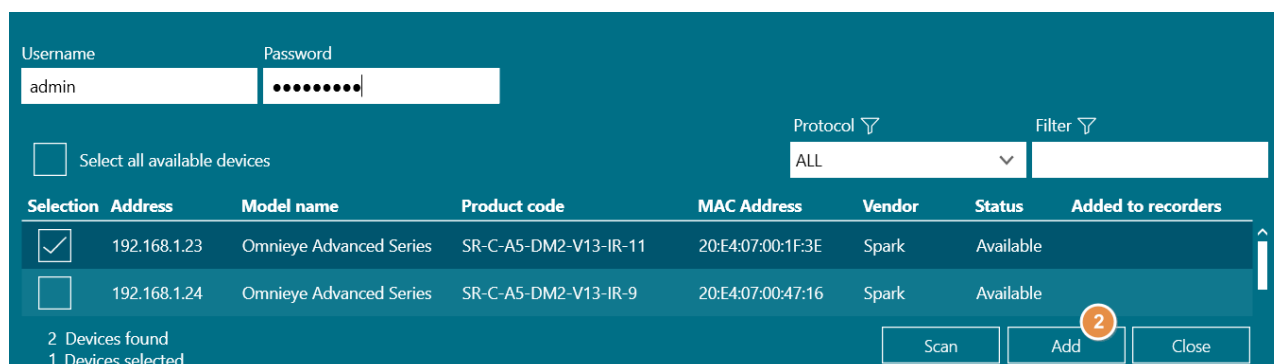 Username Password
admin •••••••••
Protocol Filter
Select all available devices ALL
Selection Address Model name Product code MAC Address Vendor Status Added to recorders
192.168.1.23 Omnieye Advanced Series SR-C-A5-DM2-V13-IR-11 20:E4:07:00:1F:3E Spark Available
192.168.1.24 Omnieye Advanced Series SR-C-A5-DM2-V13-IR-9 20:E4:07:00:47:16 Spark Available
2
2 Devices found
Scan Add Close
1 Devices selected